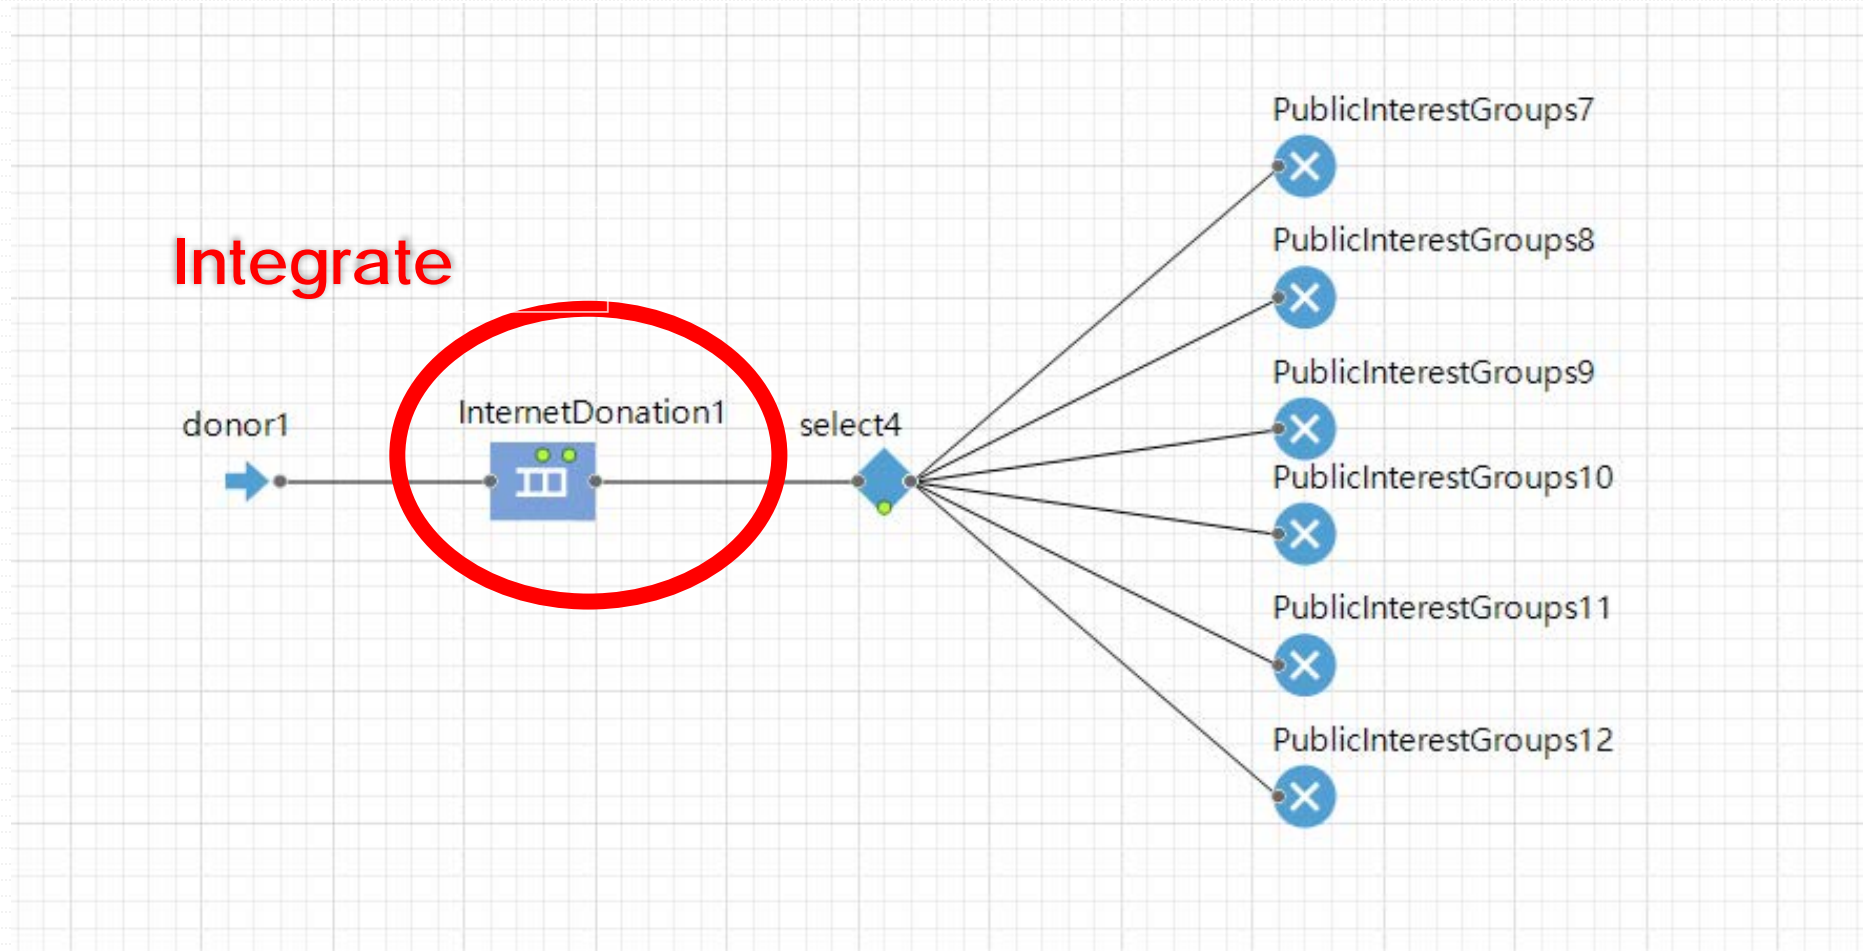 PublicInterestGroups7
PublicInterestGroups8
Integrate
PublicInterestGroups9
InternetDonation1
donor1
select4
PublicInterestGroups10
PublicInterestGroups11
PublicInterestGroups12